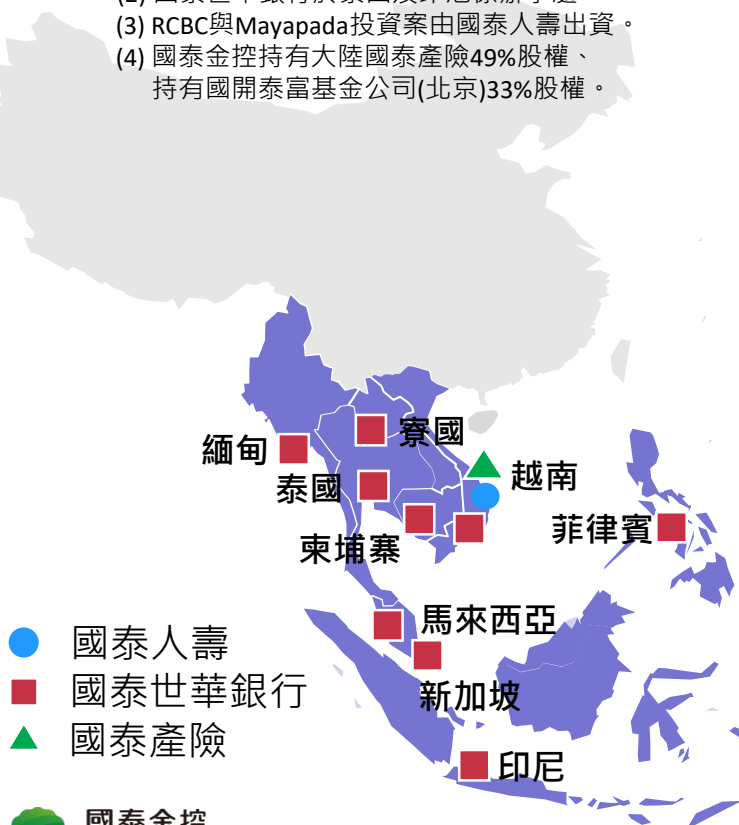 (3) RCBC與Mayapada投資案由國泰人壽出資。
(4) 國泰金控持有大陸國泰產險49%股權、
持有國開泰富基金公司(北京)33%股權。
寮國
緬甸
越南
泰國
菲律賓
柬埔寨
馬來西亞
國泰人壽
國泰世華銀行
新加坡
國泰產險
印尼
國泰金控